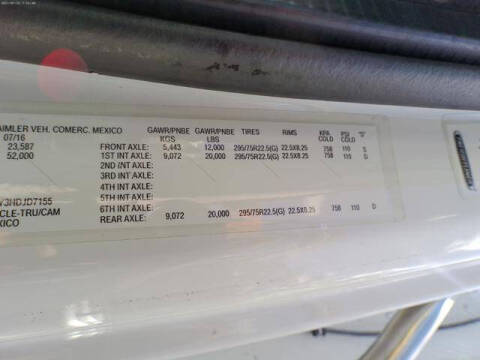 AIMLER VEH. COMERC. MEXICO GAWR/PNBE GAWR/PNBE TIRES RIMS KPA PSI "S"
07/16 KGS LBS COLD COLD "D"
23,587 FRONT AXLE: 5,443 12,000 295/75R22.5(G) 22.5X8.25 758 110 S
52,000 1ST INT AXLE: 9,072 20,000 295/75R22.5(G) 22.5X8.25 758 110 D
2ND INT AXLE:
3RD INT AXLE:
4TH INT AXLE:
V3HDJD7155 5TH INT AXLE:
CLE-TRU/CAM 6TH INT AXLE:
XICO REAR AXLE: 9,072 20,000 295/75R22.5(G) 22.5X8.25 758 110 D